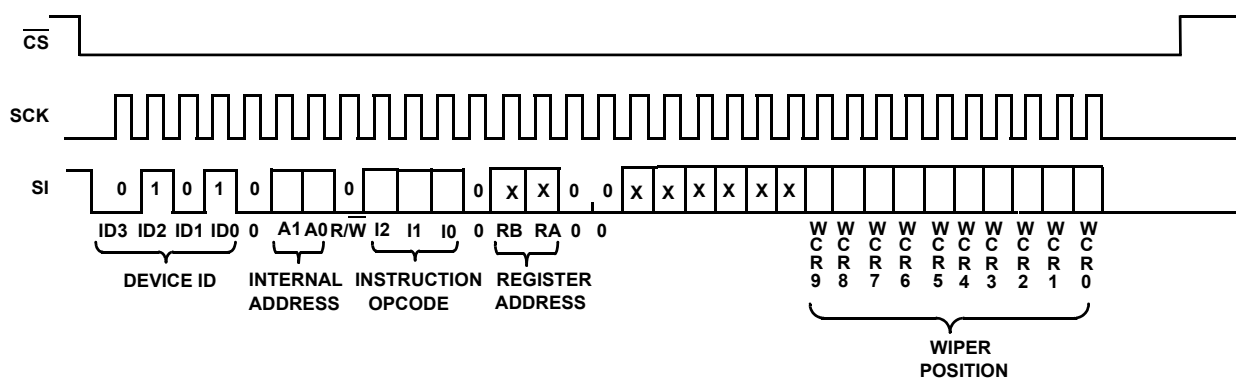 CS
SCK
SI 0 1 0 1 0 0 0 X X 0 0 X X X X X X
ID3 ID2 ID1 ID0 0 A1 A0 R/W I2 I1 I0 0 RB RA 0 0 WCR9 WCR8 WCR7 WCR6 WCR5 WCR4 WCR3 WCR2 WCR1 WCR0
DEVICE ID INTERNAL ADDRESS INSTRUCTION OPCODE REGISTER ADDRESS
WIPER POSITION